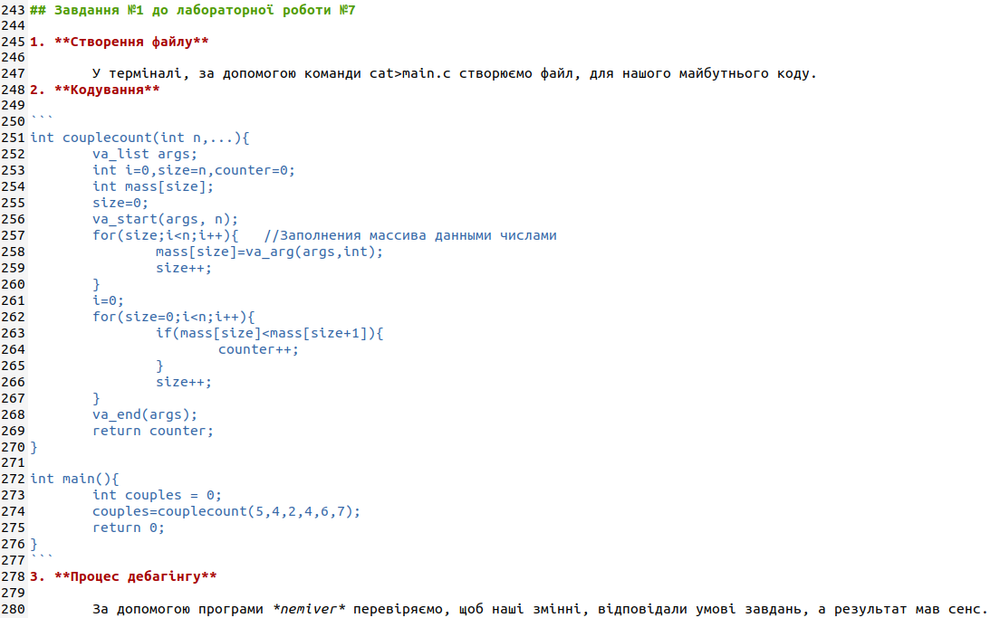 243 ## Завдання №1 до лабораторної роботи №7
244
245 1. **Створення файлу**
246
247 У терміналі, за допомогою команди cat>main.c створюємо файл, для нашого майбутнього коду.
248 2. **Кодування**
249
250 ```
251 int couplecount(int n,...){
252 va_list args;
253 int i=0,size=n,counter=0;
254 int mass[size];
255 size=0;
256 va_start(args, n);
257 for(size;i<n;i++){ //Заполнения массива данными числами
258 mass[size]=va_arg(args,int);
259 size++;
260 }
261 i=0;
262 for(size=0;i<n;i++){
263 if(mass[size]<mass[size+1]){
264 counter++;
265 }
266 size++;
267 }
268 va_end(args);
269 return counter;
270 }
271
272 int main(){
273 int couples = 0;
274 couples=couplecount(5,4,2,4,6,7);
275 return 0;
276 }
277 ```
278 3. **Процес дебагінгу**
279
280 За допомогою програми *nemiver* перевіряємо, щоб наші змінні, відповідали умові завдань, а результат мав сенс.